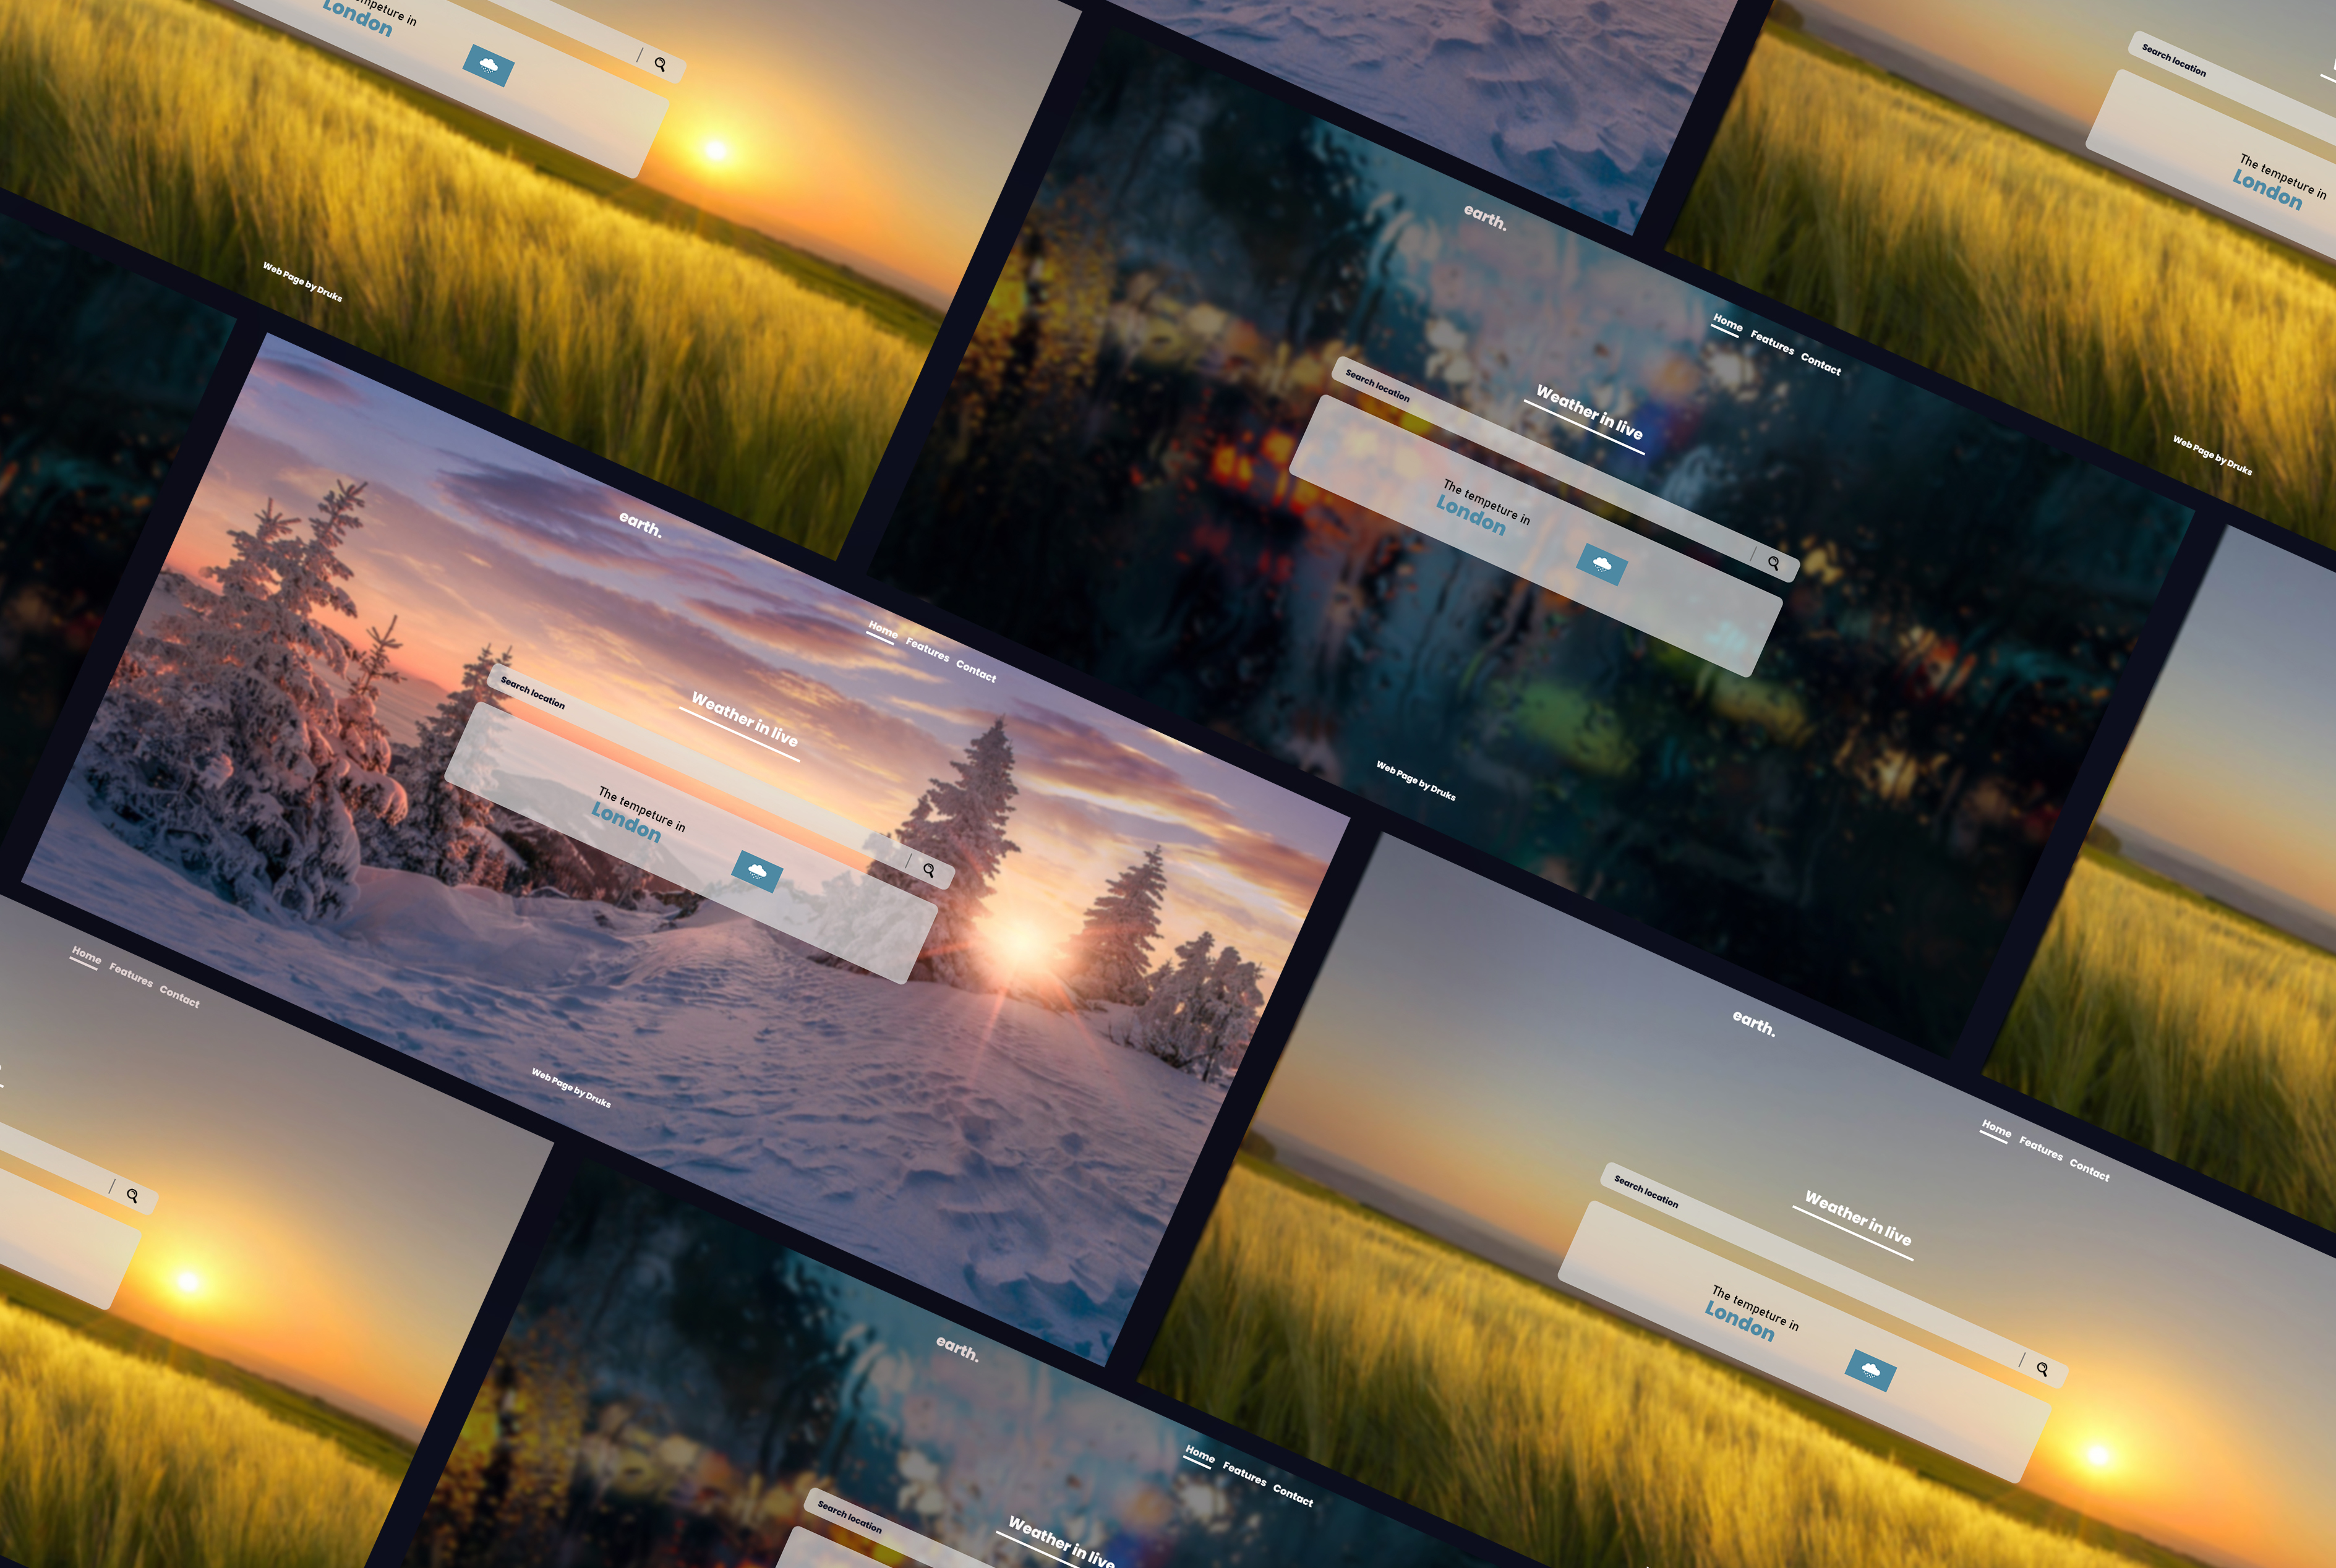 The tempeture in
London
Web Page by Druks
Search location
The tempeture in
London
Web Page by Druks
earth.
Home Features Contact
Weather in live
Search location
The tempeture in
London
Web Page by Druks
earth.
Home Features Contact
Weather in live
Search location
The tempeture in
London
Web Page by Druks
Home Features Contact
earth.
Home Features Contact
Weather in live
Search location
The tempeture in
London
earth.
Home Features Contact
Weather in live
Search location